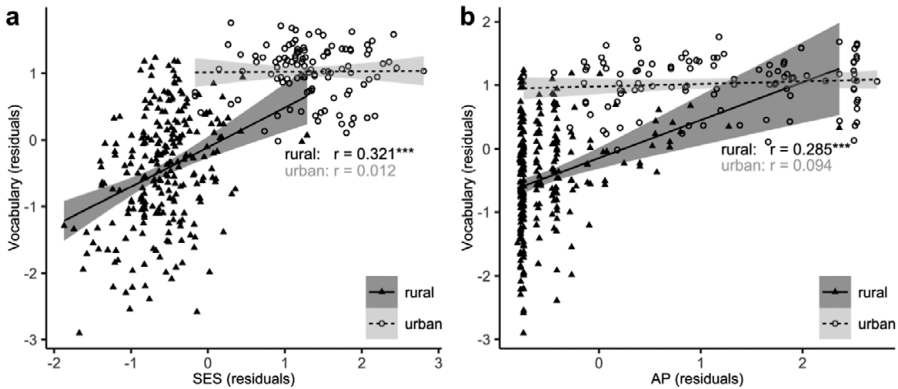 a
Vocabulary (residuals)
1
0
-1
-2
-3
-2
-1
0
1
2
3
SES (residuals)
rural: r = 0.321***
urban: r = 0.012
rural
urban
b
Vocabulary (residuals)
2
1
0
-1
-2
-3
0
1
2
AP (residuals)
rural: r = 0.285***
urban: r = 0.094
rural
urban